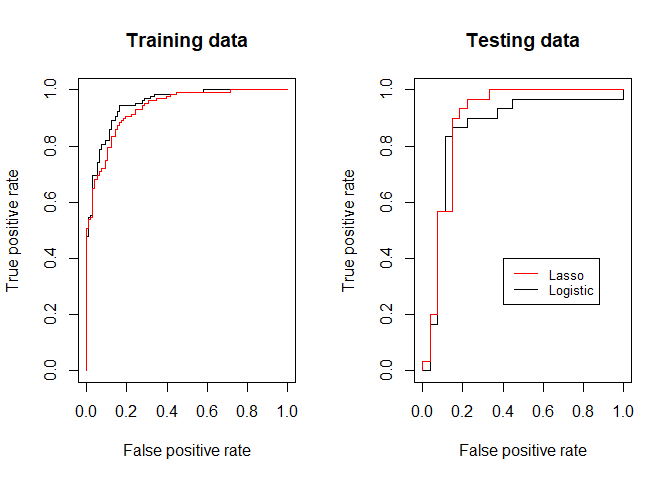 Training data
True positive rate
0.0 0.2 0.4 0.6 0.8 1.0
0.0 0.2 0.4 0.6 0.8 1.0
False positive rate
Testing data
True positive rate
0.0 0.2 0.4 0.6 0.8 1.0
Lasso
Logistic
0.0 0.2 0.4 0.6 0.8 1.0
False positive rate